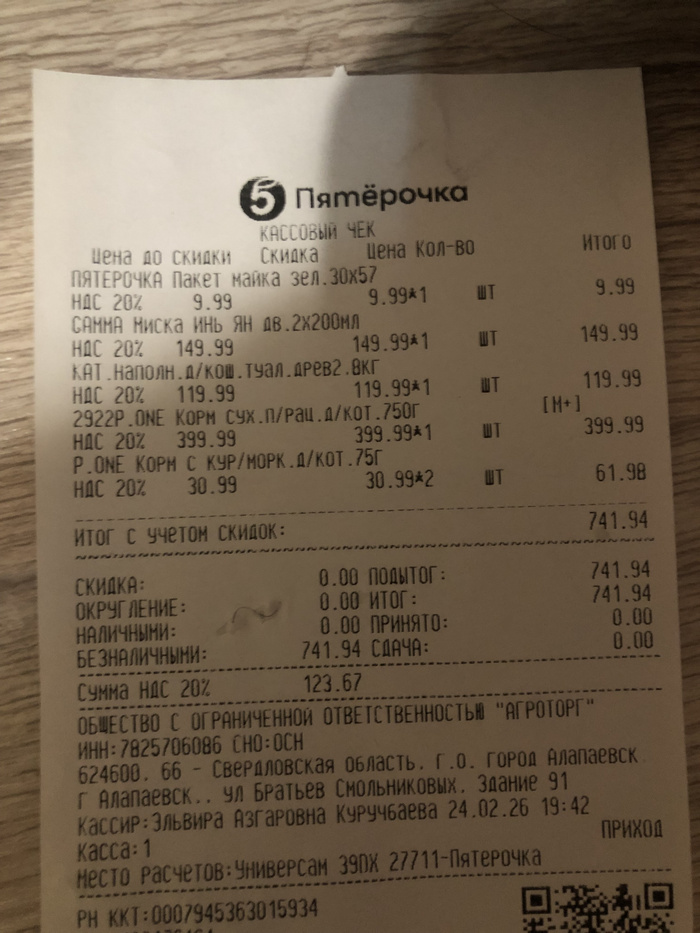 5 Пятёрочка
КАССОВЫЙ ЧЕК
Цена до скидки Скидка Цена Кол-во Итого
ПЯТЕРОЧКА Пакет майка зел.30х57
НДС 20% 9.99 9.99*1 шт 9.99
САММА Миска ИНЬ ЯН дв.2х200мл
НДС 20% 149.99 149.99*1 шт 149.99
КАТ.Наполн.д/кош.туал.древ2.8кг
НДС 20% 119.99 119.99*1 шт 119.99
2922P.ONE Корм сух.п/рац.д/кот.750г [М+]
НДС 20% 399.99 399.99*1 шт 399.99
P.ONE Корм с кур/морк.д/кот.75г
НДС 20% 30.99 30.99*2 шт 61.98
Итог с учетом скидок: 741.94
СКИДКА: 0.00 ПОДЫТОГ: 741.94
ОКРУГЛЕНИЕ: 0.00 ИТОГ: 741.94
НАЛИЧНЫМИ: 0.00 ПРИНЯТО: 0.00
БЕЗНАЛИЧНЫМИ: 741.94 СДАЧА: 0.00
Сумма НДС 20% 123.67
ОБЩЕСТВО С ОГРАНИЧЕННОЙ ОТВЕТСТВЕННОСТЬЮ "АГРОТОРГ"
ИНН:7825706086 СНО:ОСН
624600, 66 - Свердловская область, Г.О. город Алапаевск
г Алапаевск,, ул Братьев Смольниковых, Здание 91
Кассир:Эльвира Азгаровна Куручбаева 24.02.26 19:42
Касса:1 ПРИХОД
Место расчетов:Универсам 39ПХ 27711-Пятерочка
РН ККТ:0007945363015934